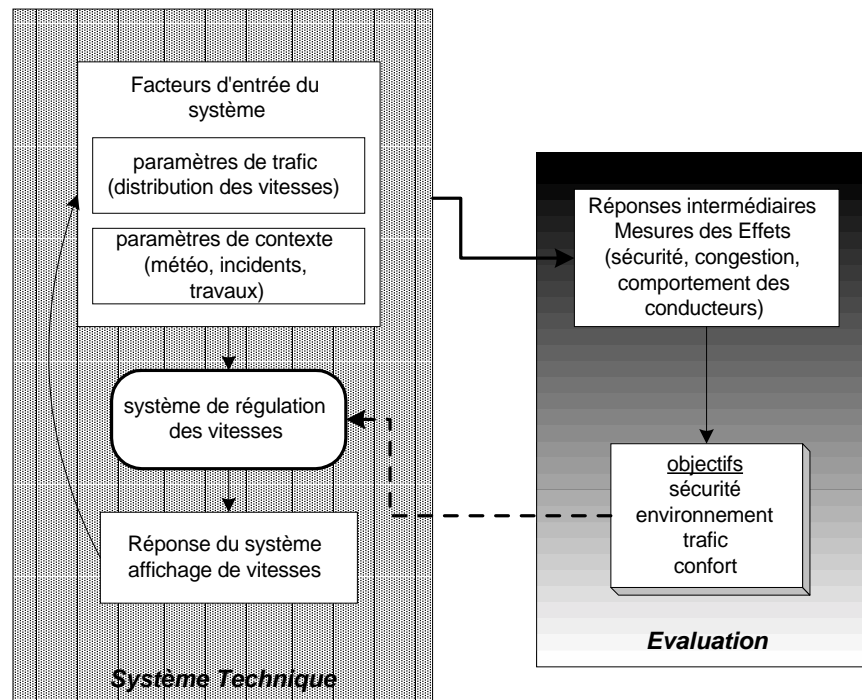 Facteurs d'entrée du
système
paramètres de trafic
(distribution des vitesses)
paramètres de contexte
(météo, incidents,
travaux)
système de régulation
des vitesses
Réponse du système
affichage de vitesses
Système Technique
Réponses intermédiaires
Mesures des Effets
(sécurité, congestion,
comportement des
conducteurs)
objectifs
sécurité
environnement
trafic
confort
Evaluation